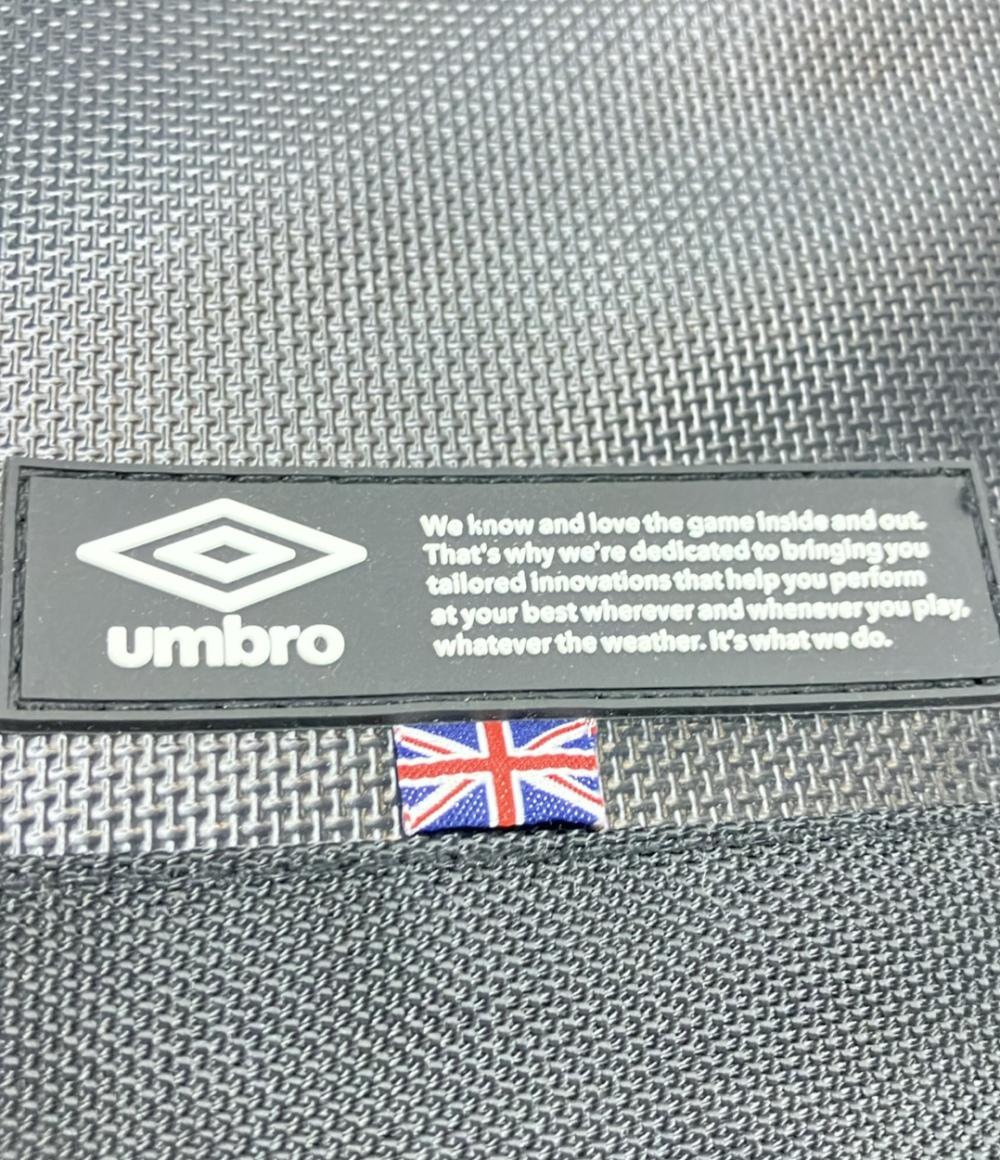 umbro
We know and love the game inside and out.
That's why we're dedicated to bringing you
tailored innovations that help you perform
at your best wherever and whenever you play,
whatever the weather. It's what we do.